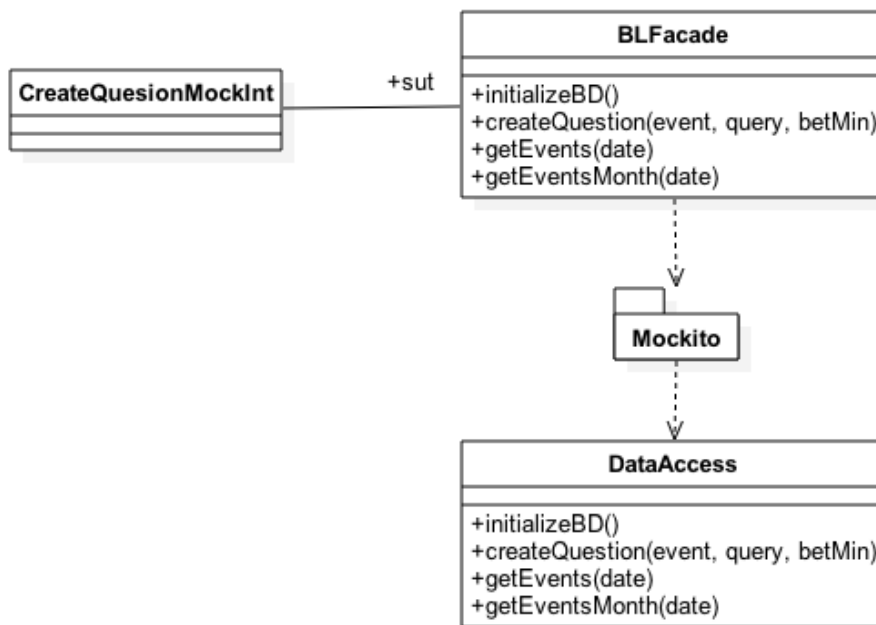 BLFacade
CreateQuesionMockInt
+sut
+initializeBD()
+createQuestion(event, query, betMin)
+getEvents(date)
+getEventsMonth(date)
Mockito
DataAccess
+initializeBD()
+createQuestion(event, query, betMin)
+getEvents(date)
+getEventsMonth(date)